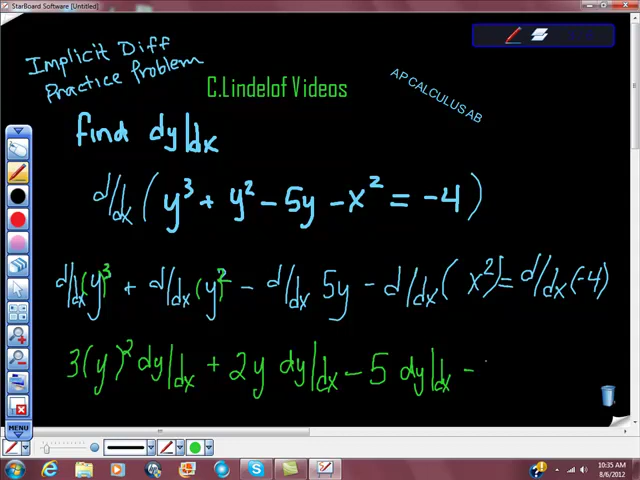 StarBoard Software [Untitled]
Implicit Diff
Practice Problem
C.Lindelof Videos
AP CALCULUS AB
find dy/dx
d/dx ( y³ + y² - 5y - x² = -4 )
d/dx (y)³ + d/dx (y)² - d/dx 5y - d/dx ( x² ) = d/dx (-4)
3(y)² dy/dx + 2y dy/dx - 5 dy/dx -
MENU
10:35 AM
8/6/2012